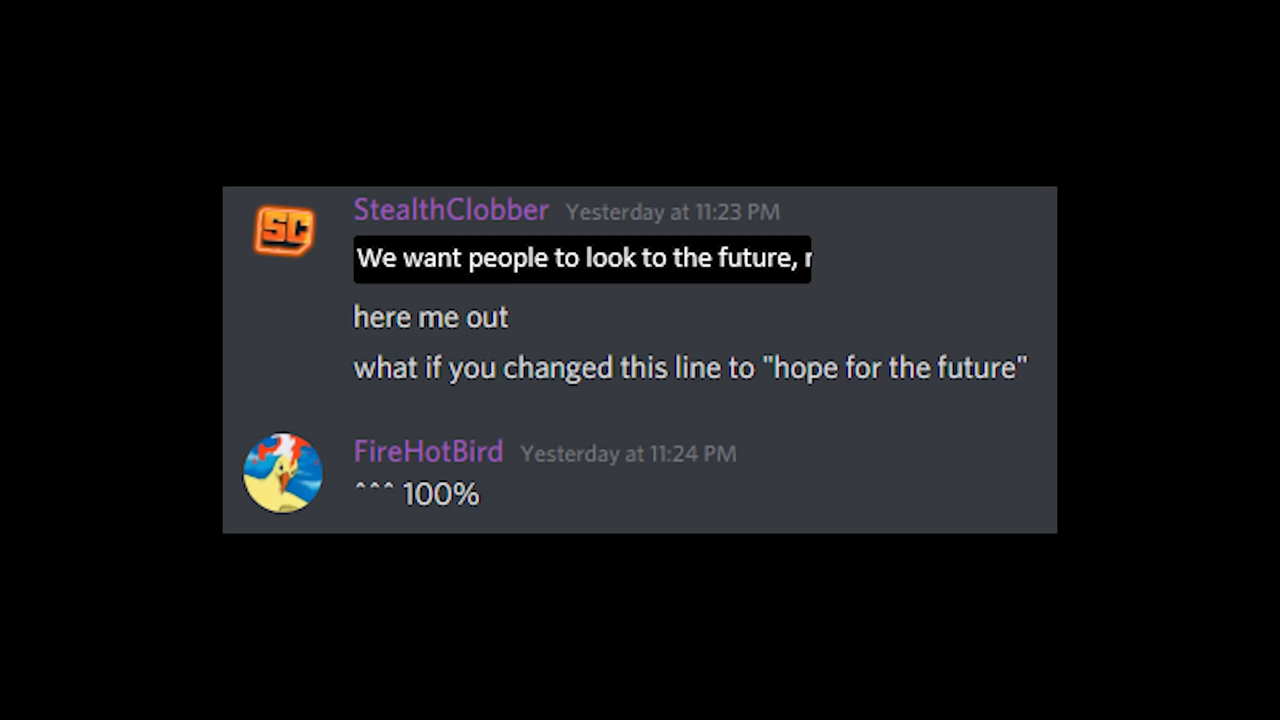 SC
StealthClobber Yesterday at 11:23 PM
We want people to look to the future,
here me out
what if you changed this line to "hope for the future"
FireHotBird Yesterday at 11:24 PM
^^^ 100%